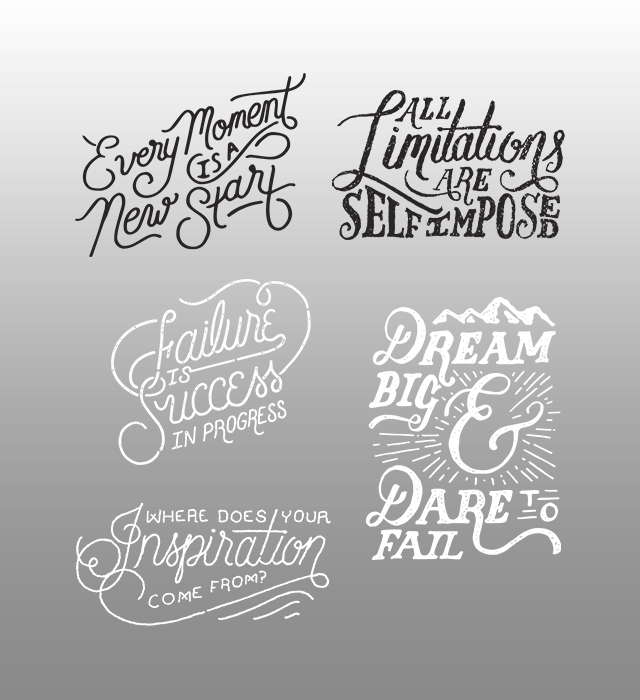 Every Moment
IS A
New Start
ALL
Limitations
ARE
SELF IMPOSED
Failure
IS
Success
IN PROGRESS
DREAM
BIG &
DARE TO
FAIL
WHERE DOES YOUR
Inspiration
COME FROM?